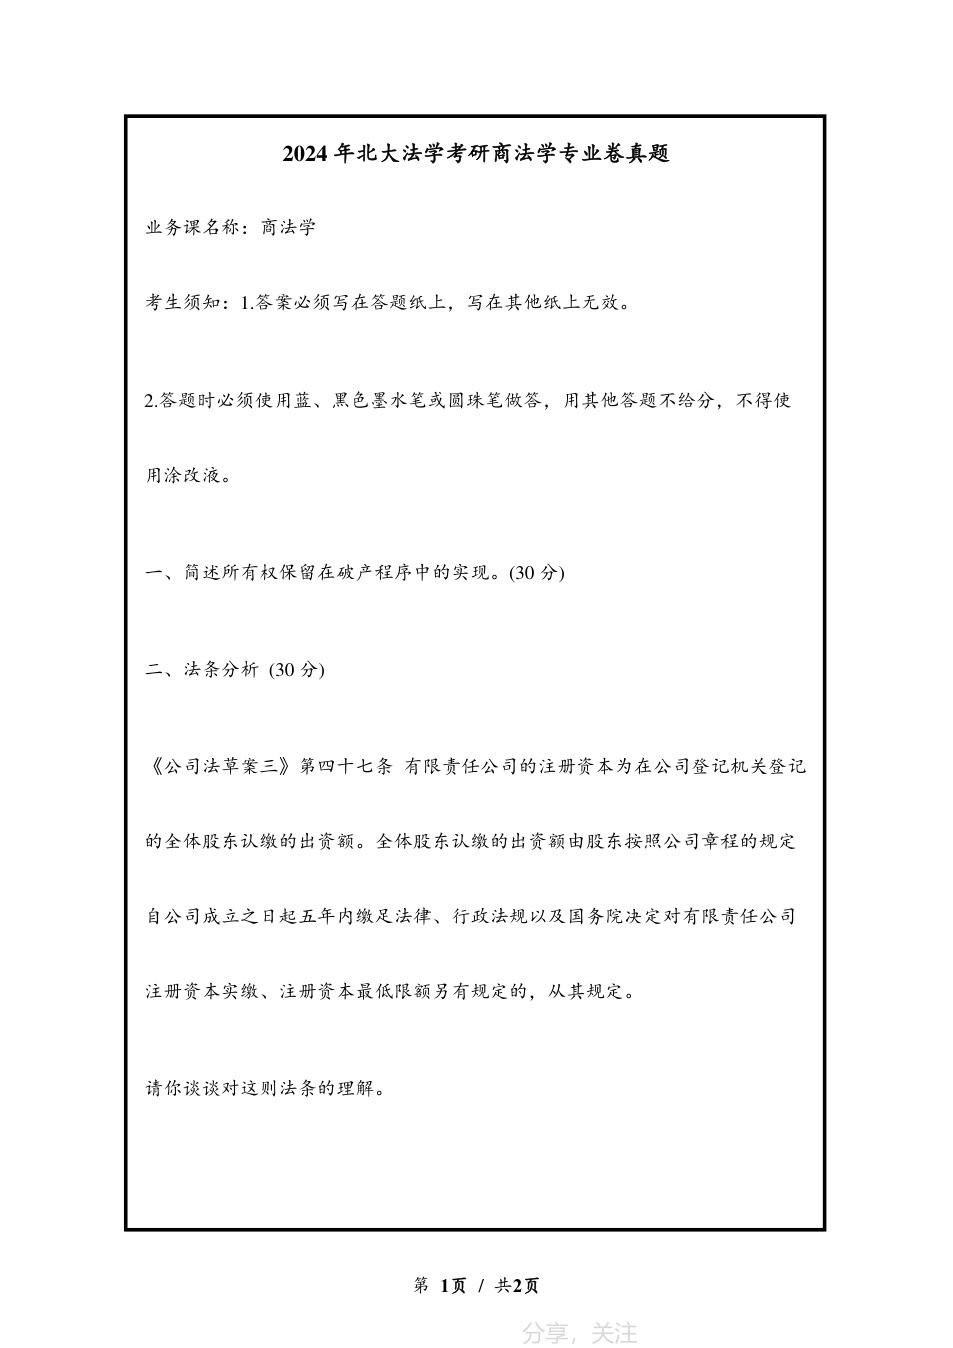 2024 年北大法学考研商法学专业卷真题
业务课名称：商法学
考生须知：1.答案必须写在答题纸上，写在其他纸上无效。
2.答题时必须使用蓝、黑色墨水笔或圆珠笔做答，用其他答题不给分，不得使
用涂改液。
一、简述所有权保留在破产程序中的实现。(30 分)
二、法条分析 (30 分)
《公司法草案三》第四十七条 有限责任公司的注册资本为在公司登记机关登记
的全体股东认缴的出资额。全体股东认缴的出资额由股东按照公司章程的规定
自公司成立之日起五年内缴足法律、行政法规以及国务院决定对有限责任公司
注册资本实缴、注册资本最低限额另有规定的，从其规定。
请你谈谈对这则法条的理解。
第 1页 / 共2页
分享，关注